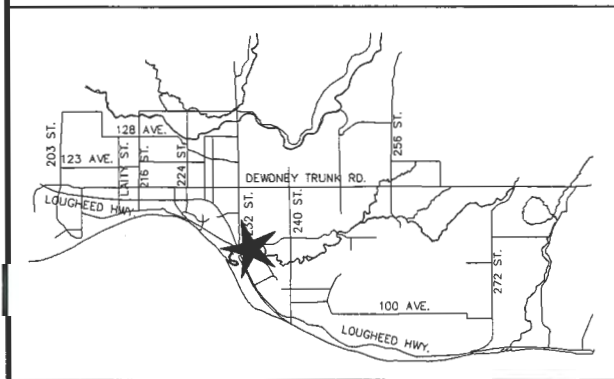 128 AVE.
203 ST.
123 AVE.
LAITY ST.
216 ST.
224 ST.
256 ST.
DEWDNEY TRUNK RD.
LOUGHEED HWY.
232 ST.
240 ST.
272 ST.
100 AVE.
LOUGHEED HWY.